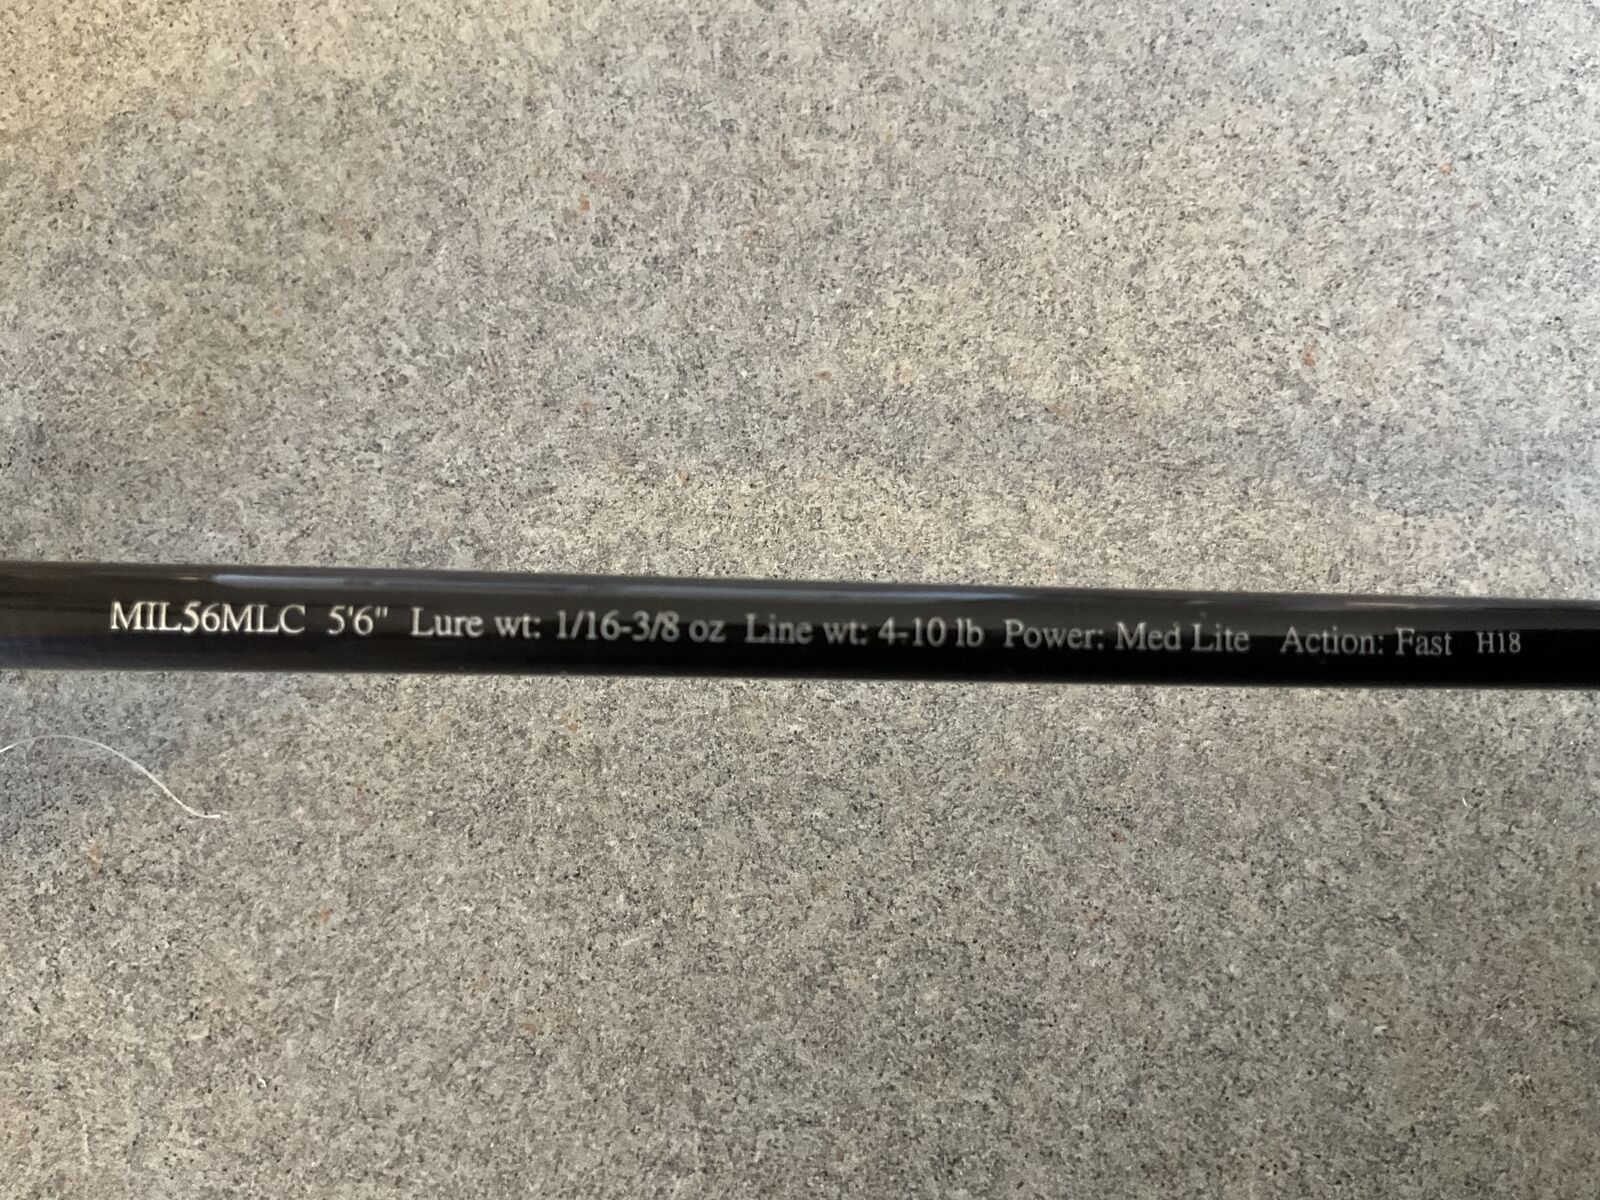 MIL56MLC 5'6" Lure wt: 1/16-3/8 oz Line wt: 4-10 lb Power: Med Lite Action: Fast H18